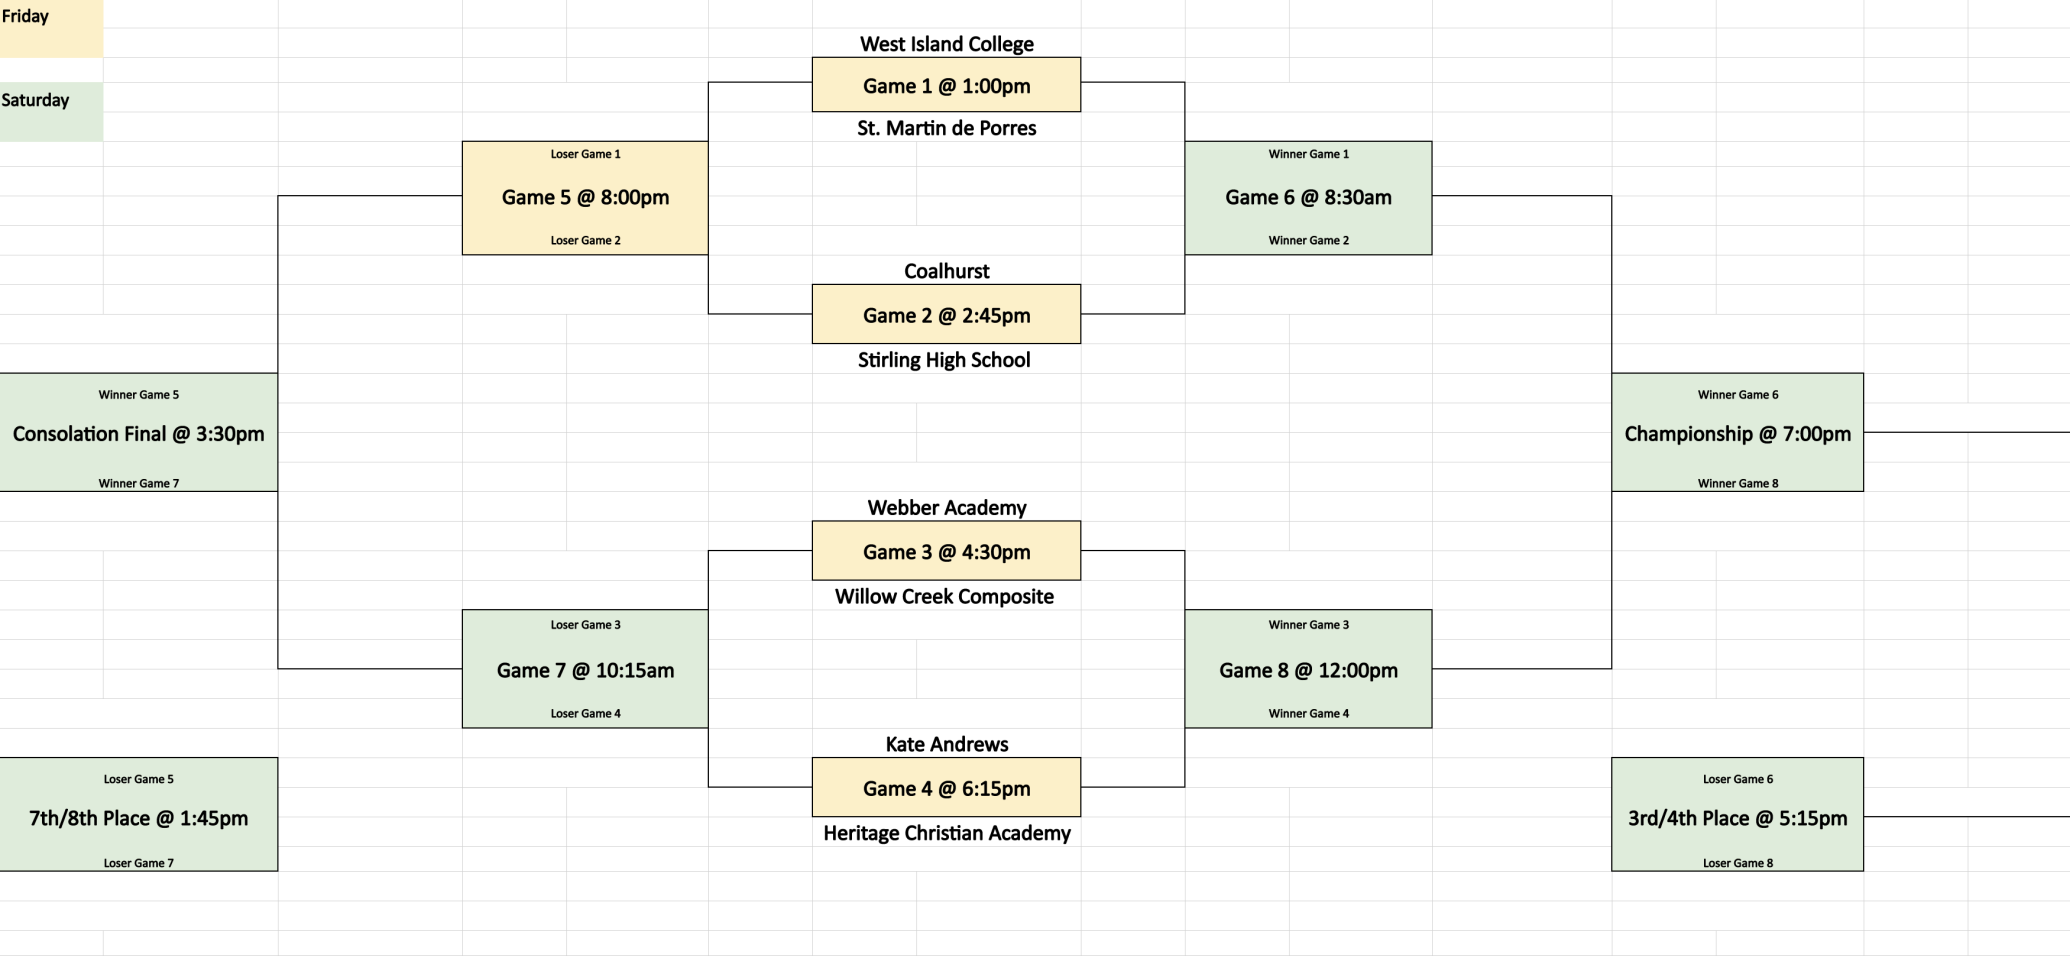 Friday
Saturday
West Island College
Game 1 @ 1:00pm
St. Martin de Porres
Loser Game 1
Game 5 @ 8:00pm
Loser Game 2
Winner Game 1
Game 6 @ 8:30am
Winner Game 2
Coalhurst
Game 2 @ 2:45pm
Stirling High School
Winner Game 5
Consolation Final @ 3:30pm
Winner Game 7
Winner Game 6
Championship @ 7:00pm
Winner Game 8
Webber Academy
Game 3 @ 4:30pm
Willow Creek Composite
Loser Game 3
Game 7 @ 10:15am
Loser Game 4
Winner Game 3
Game 8 @ 12:00pm
Winner Game 4
Kate Andrews
Game 4 @ 6:15pm
Heritage Christian Academy
Loser Game 5
7th/8th Place @ 1:45pm
Loser Game 7
Loser Game 6
3rd/4th Place @ 5:15pm
Loser Game 8